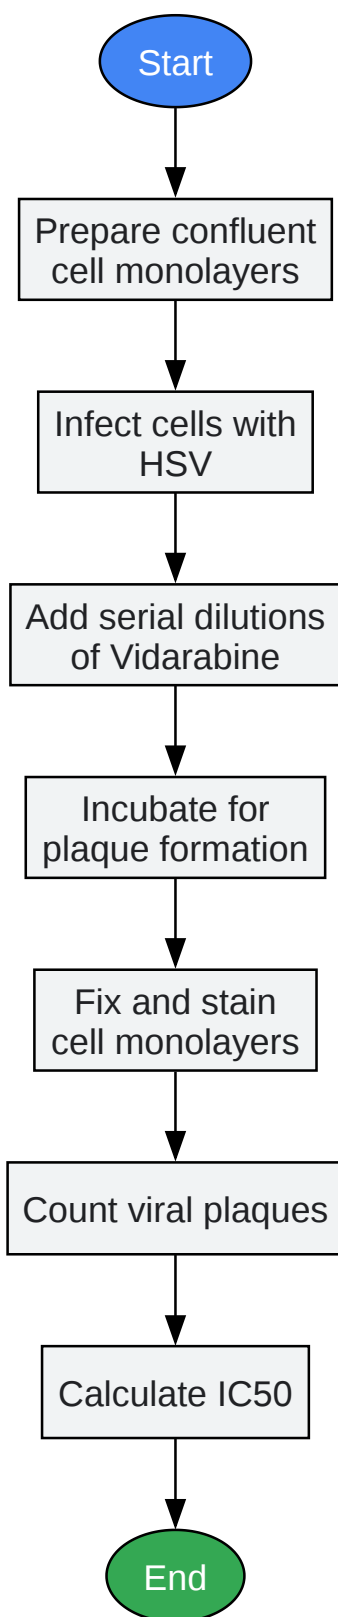 Start
Prepare confluent
cell monolayers
Infect cells with
HSV
Add serial dilutions
of Vidarabine
Incubate for
plaque formation
Fix and stain
cell monolayers
Count viral plaques
Calculate IC50
End